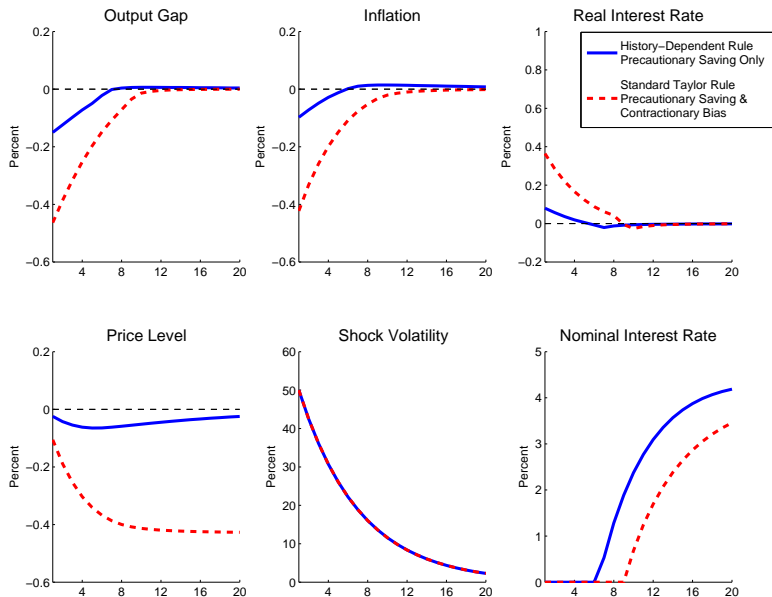 Output Gap
0.2
0
−0.2
−0.4
−0.6
Percent
4 8 12 16 20
Inflation
0.2
0
−0.2
−0.4
−0.6
Percent
4 8 12 16 20
Real Interest Rate
1
0.8
0.6
0.4
0.2
0
−0.2
Percent
4 8 12 16 20
History−Dependent Rule
Precautionary Saving Only
Standard Taylor Rule
Precautionary Saving &
Contractionary Bias
Price Level
0.2
0
−0.2
−0.4
−0.6
Percent
4 8 12 16 20
Shock Volatility
60
50
40
30
20
10
0
Percent
4 8 12 16 20
Nominal Interest Rate
5
4
3
2
1
0
Percent
4 8 12 16 20